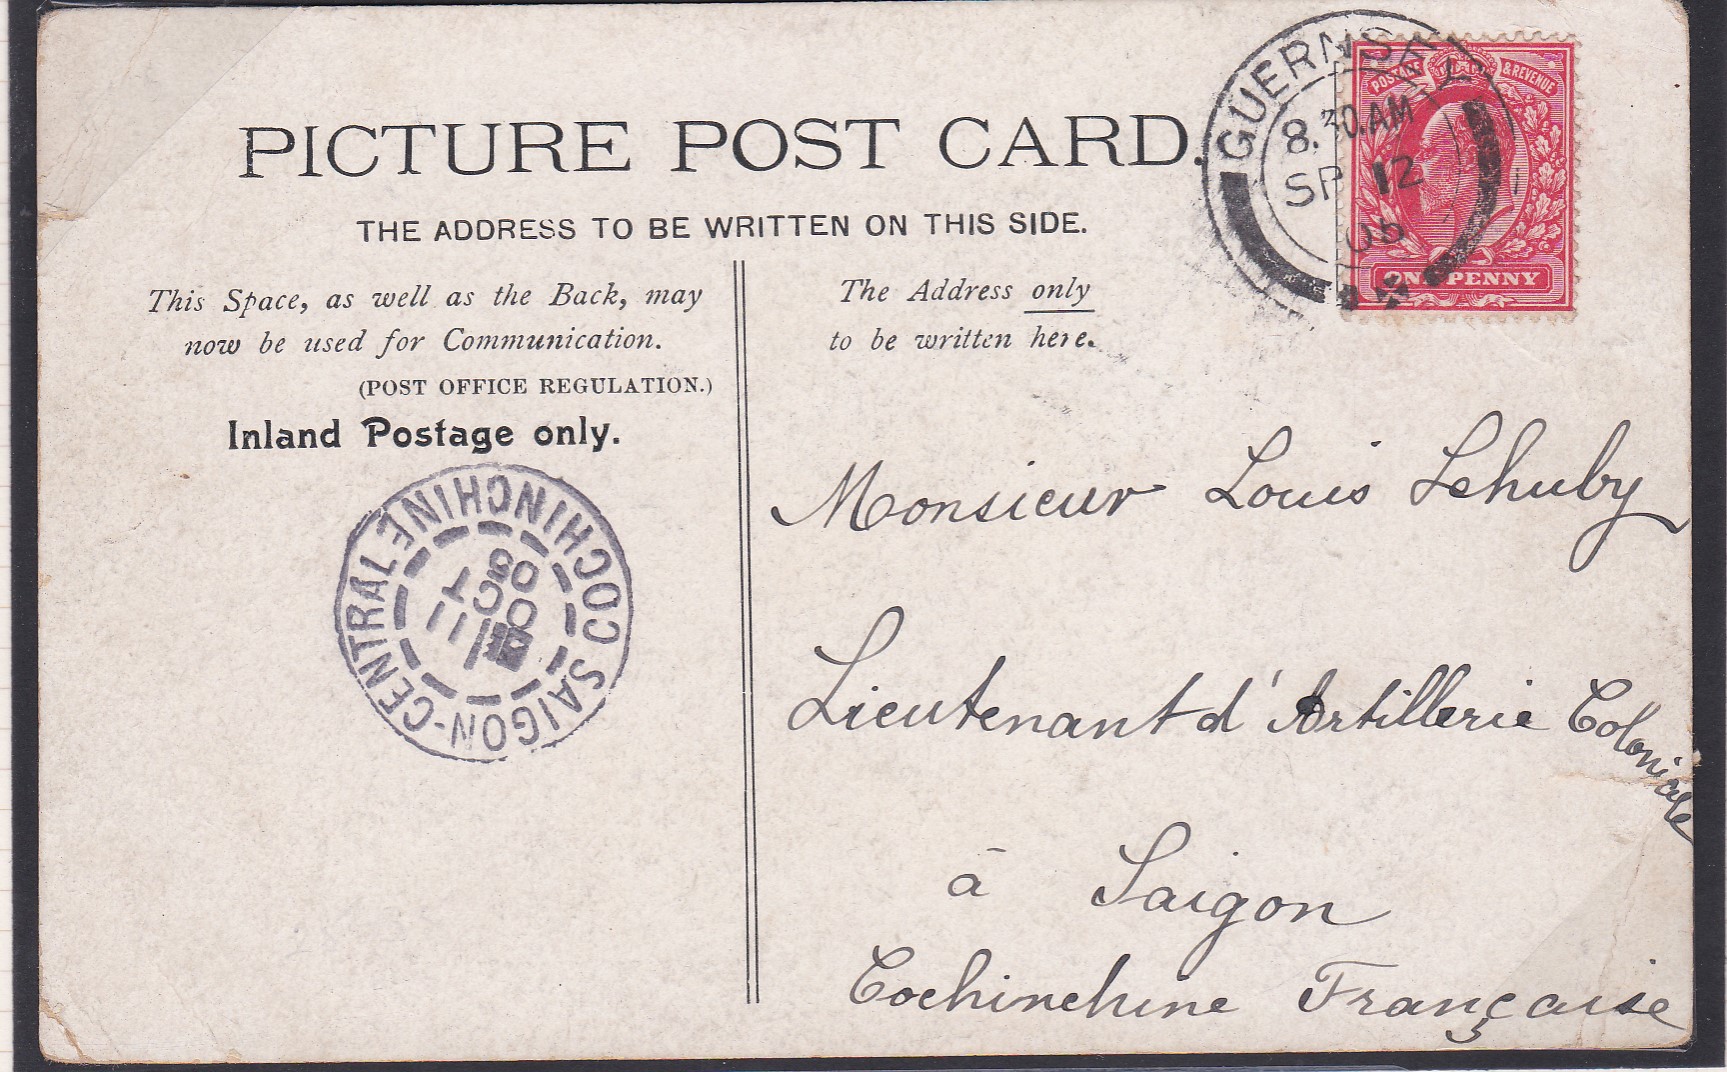 PICTURE POST CARD.
THE ADDRESS TO BE WRITTEN ON THIS SIDE.
This Space, as well as the Back, may
now be used for Communication.
(POST OFFICE REGULATION.)
Inland Postage only.
The Address only
to be written here.
GUERNSEY
8.30.AM
SP 12
05
POSTAGE & REVENUE
ONE PENNY
SAIGON-CENTRAL
COCHINCHINE
11
OCT
05
Monsieur Louis Lehuby
Lieutenant d'Artillerie Coloniale
à Saigon
Cochinchine Française